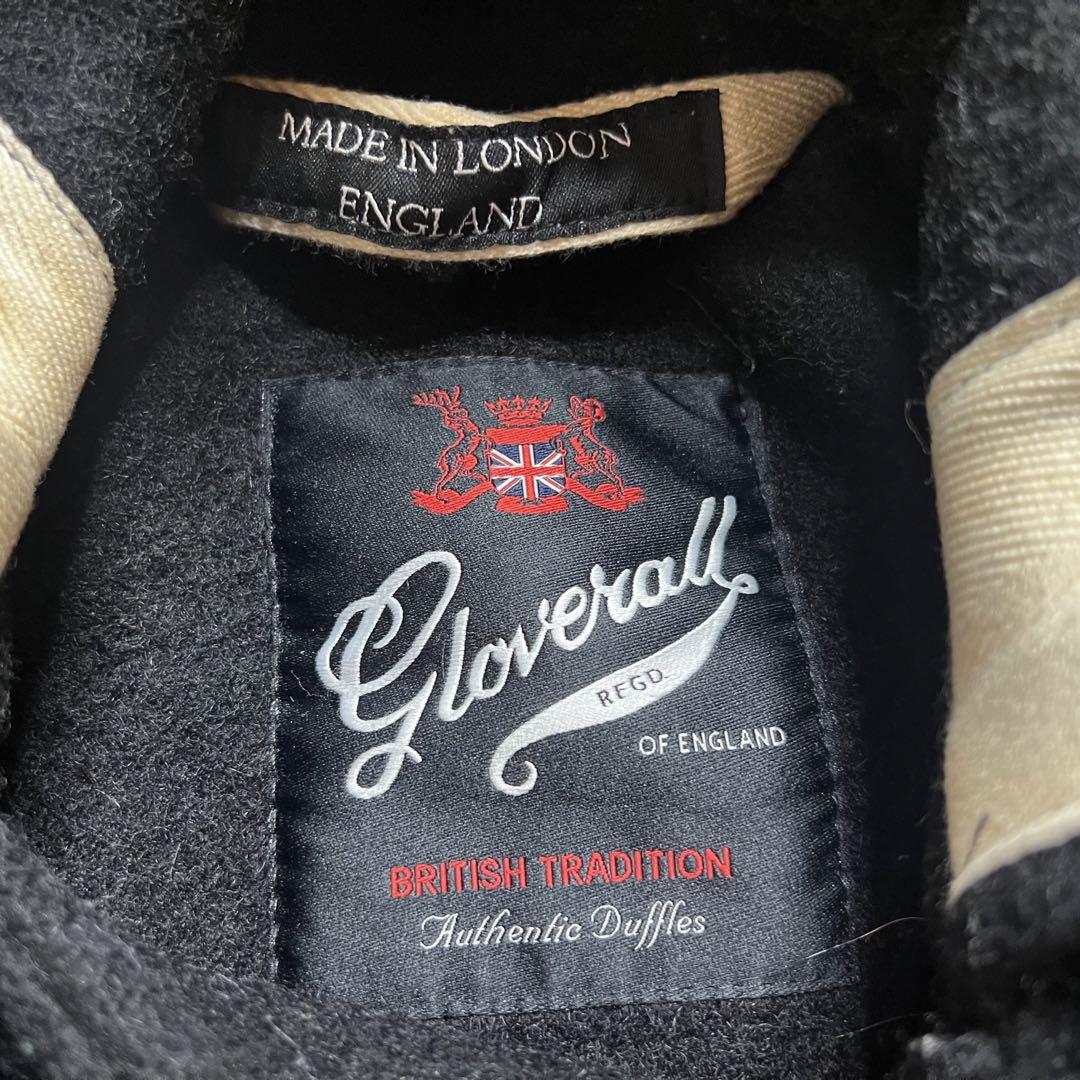 MADE IN LONDON
ENGLAND
Gloverall
REGD.
OF ENGLAND
BRITISH TRADITION
Authentic Duffles